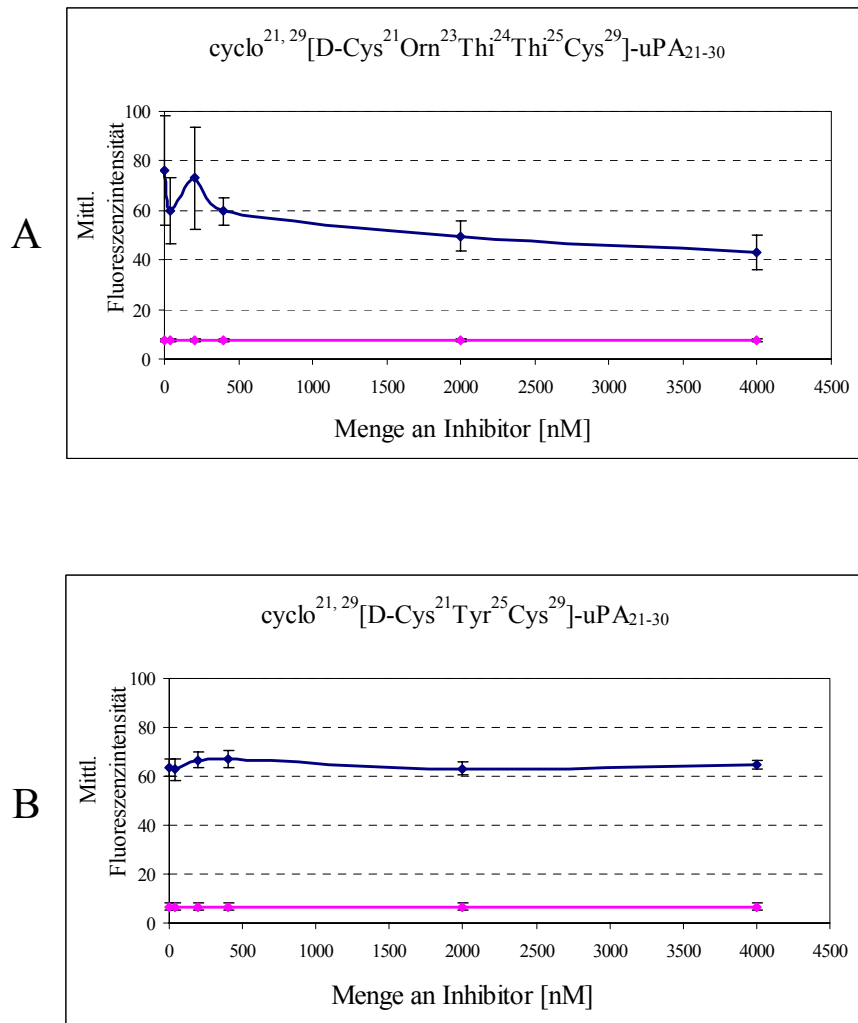 A
cyclo21, 29[D-Cys21Orn23Thi24Thi25Cys29]-uPA21-30
Mittl.
Fluoreszenzintensität
100
80
60
40
20
0
0 500 1000 1500 2000 2500 3000 3500 4000 4500
Menge an Inhibitor [nM]
B
cyclo21, 29[D-Cys21Tyr25Cys29]-uPA21-30
Mittl.
Fluoreszenzintensität
100
80
60
40
20
0
0 500 1000 1500 2000 2500 3000 3500 4000 4500
Menge an Inhibitor [nM]